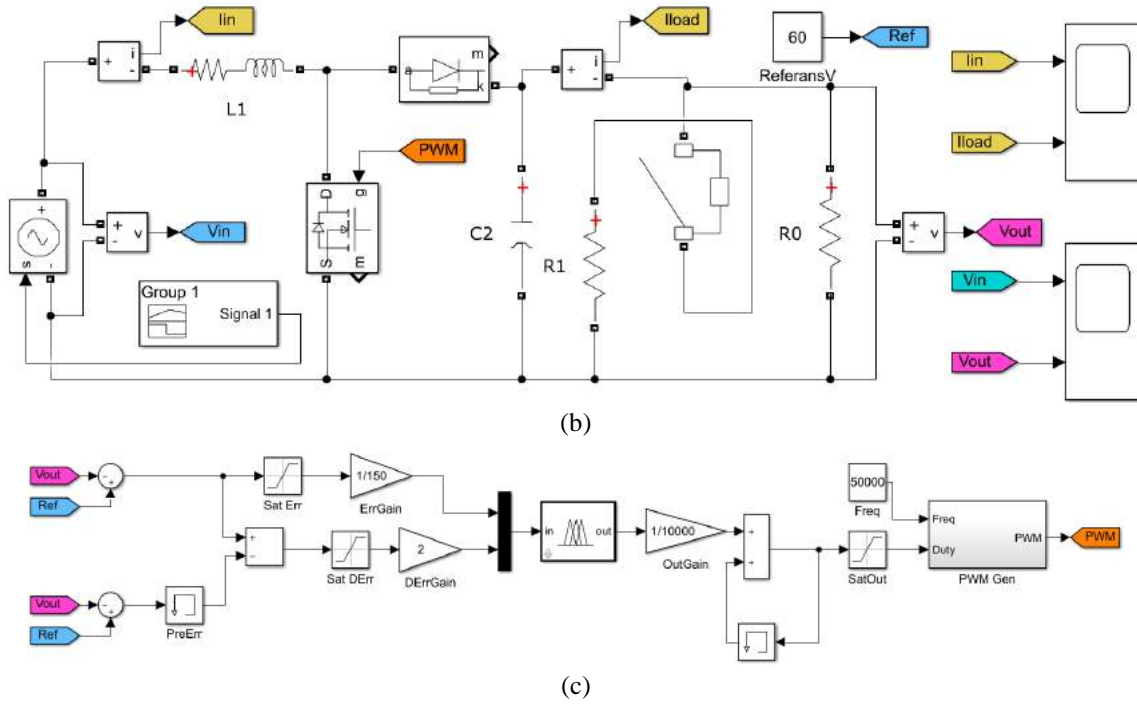 Iin
i
+
-
L1
a
m
k
Iload
i
+
-
60
ReferansV
Ref
Iin
Iload
PWM
g
D
S
m
+
-
s
+
-
v
Vin
Group 1
Signal 1
C2
R1
R0
+
-
v
Vout
Vin
Vout
(b)
Vout
Ref
Sat Err
1/150
ErrGain
+
−
Sat DErr
2
DErrGain
in
out
1/10000
OutGain
+
+
50000
Freq
SatOut
Freq
Duty
PWM
PWM Gen
PWM
Vout
Ref
PreErr
(c)